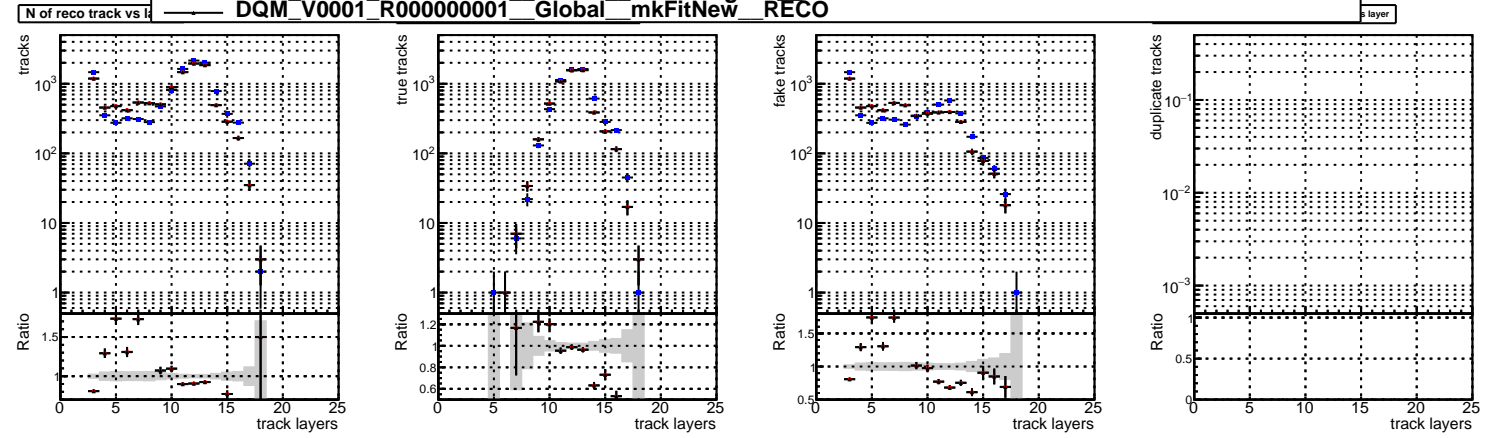 DQM_V0001_R000000001__Global__mkFitNew__RECO
N of reco track vs la
s layer
tracks
10³
10²
10
1
Ratio
1.5
1
0 5 10 15 20 25
track layers
true tracks
10³
10²
10
1
Ratio
1.2
1
0.8
0.6
0 5 10 15 20 25
track layers
fake tracks
10³
10²
10
1
Ratio
1.5
1
0.5
0 5 10 15 20 25
track layers
duplicate tracks
10⁻¹
10⁻²
10⁻³
Ratio
1
0.5
0
0 5 10 15 20 25
track layers